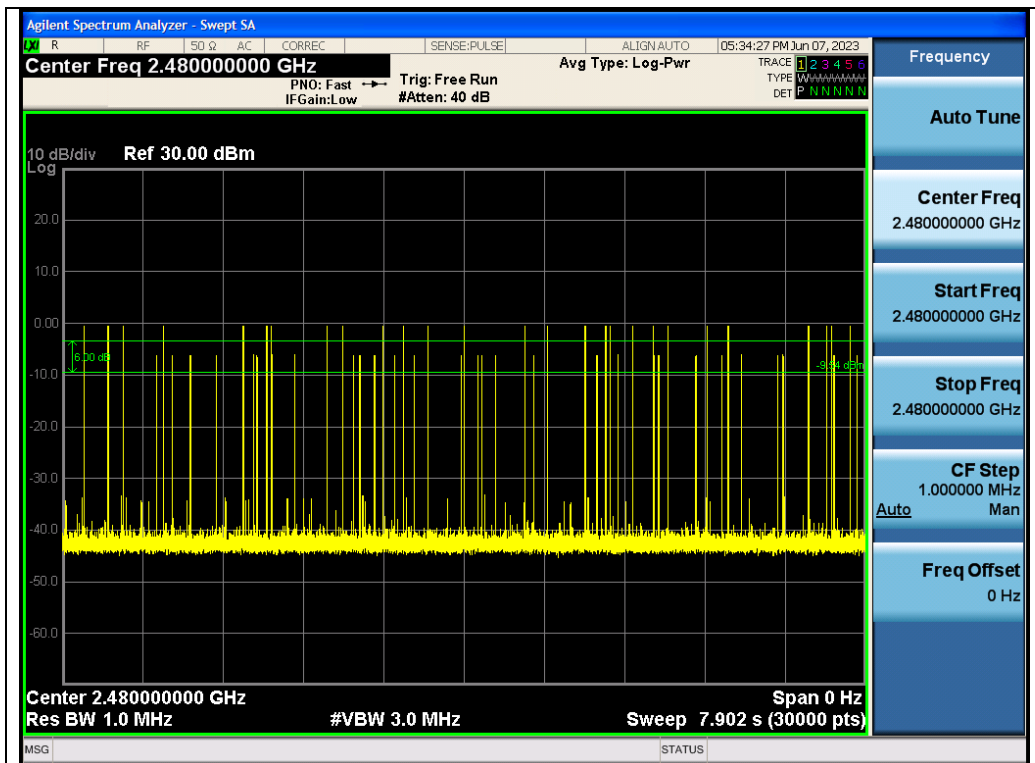 Agilent Spectrum Analyzer - Swept SA
LXI R RF 50 Ω AC CORREC SENSE:PULSE ALIGN AUTO 05:34:27 PM Jun 07, 2023
Center Freq 2.480000000 GHz
PNO: Fast
IFGain:Low
Trig: Free Run
#Atten: 40 dB
Avg Type: Log-Pwr
TRACE 1 2 3 4 5 6
TYPE W
DET P N N N N N
10 dB/div Ref 30.00 dBm
Log
20.0
10.0
0.00
6.00 dB
-9.54 dBm
-10.0
-20.0
-30.0
-40.0
-50.0
-60.0
Center 2.480000000 GHz Span 0 Hz
Res BW 1.0 MHz #VBW 3.0 MHz Sweep 7.902 s (30000 pts)
MSG STATUS
Frequency
Auto Tune
Center Freq
2.480000000 GHz
Start Freq
2.480000000 GHz
Stop Freq
2.480000000 GHz
CF Step
1.000000 MHz
Auto Man
Freq Offset
0 Hz